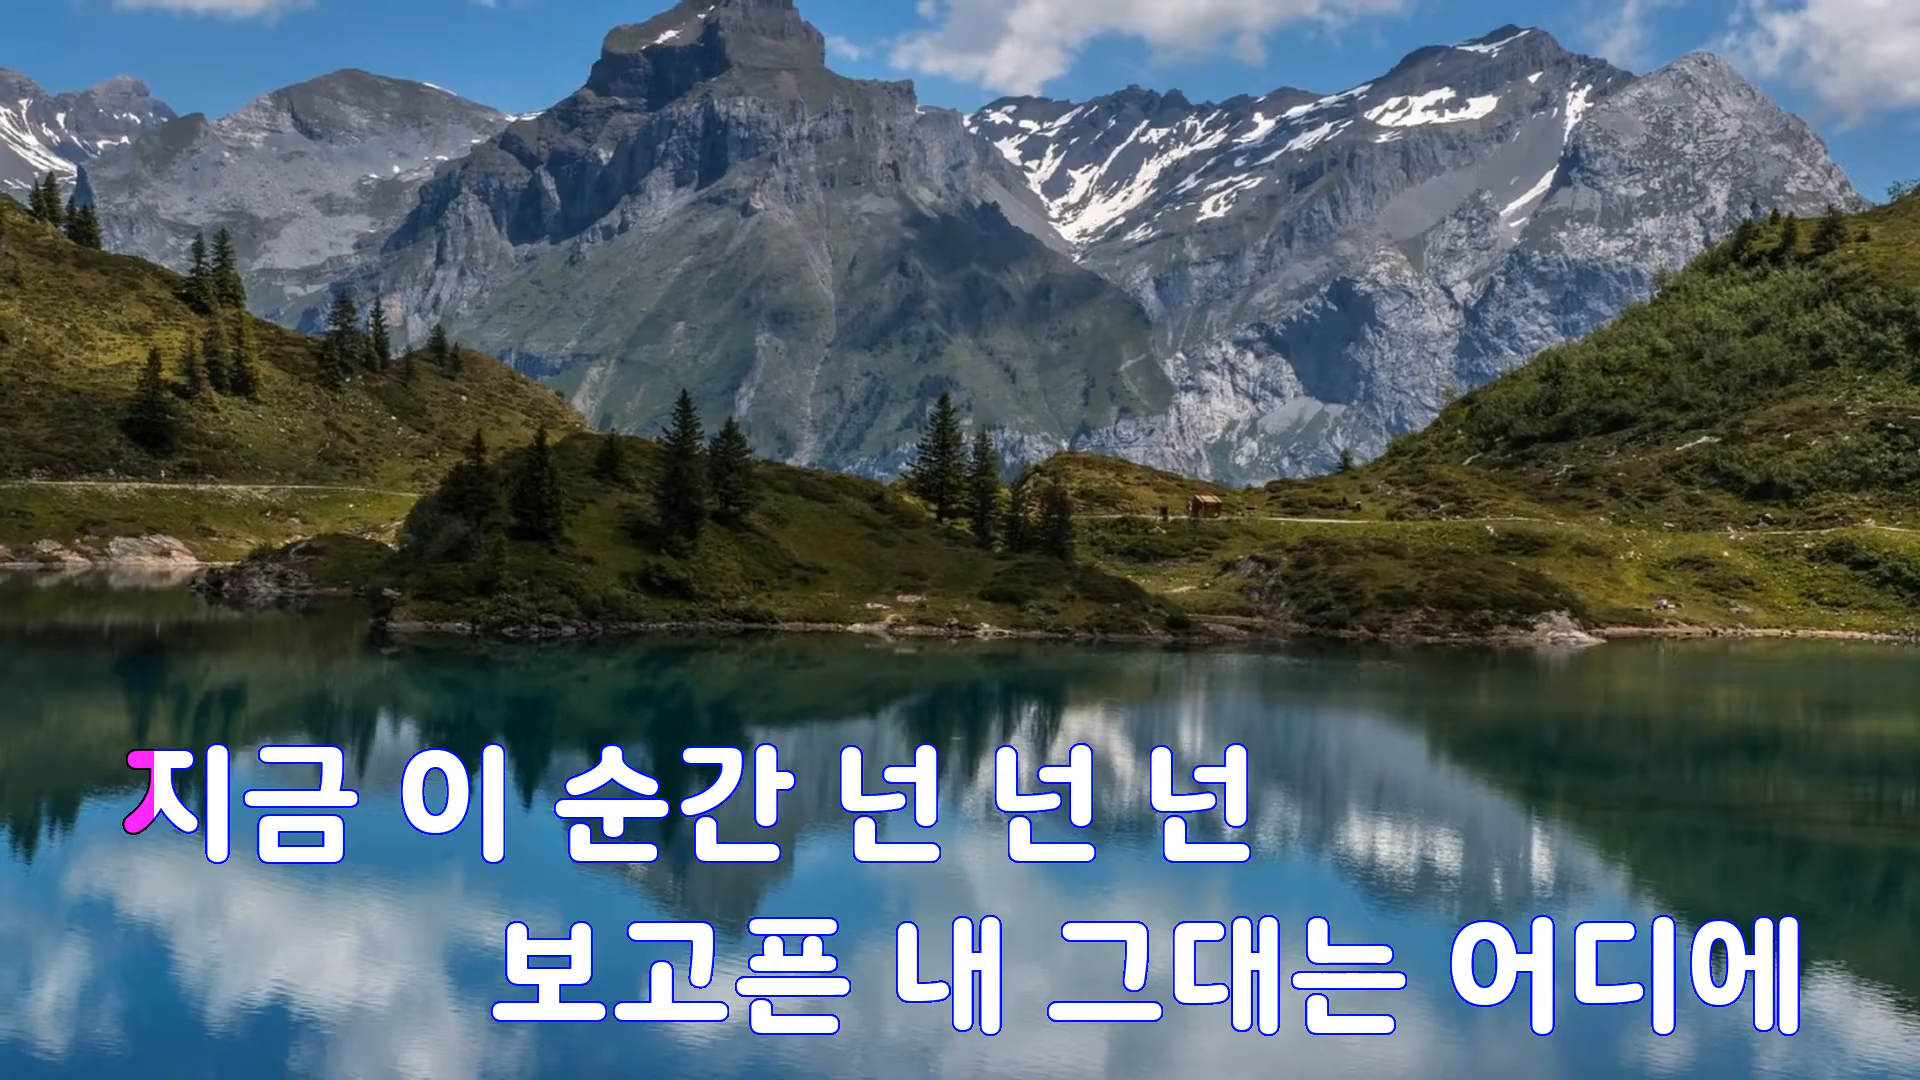 지금 이 순간 넌 넌 넌
보고픈 내 그대는 어디에